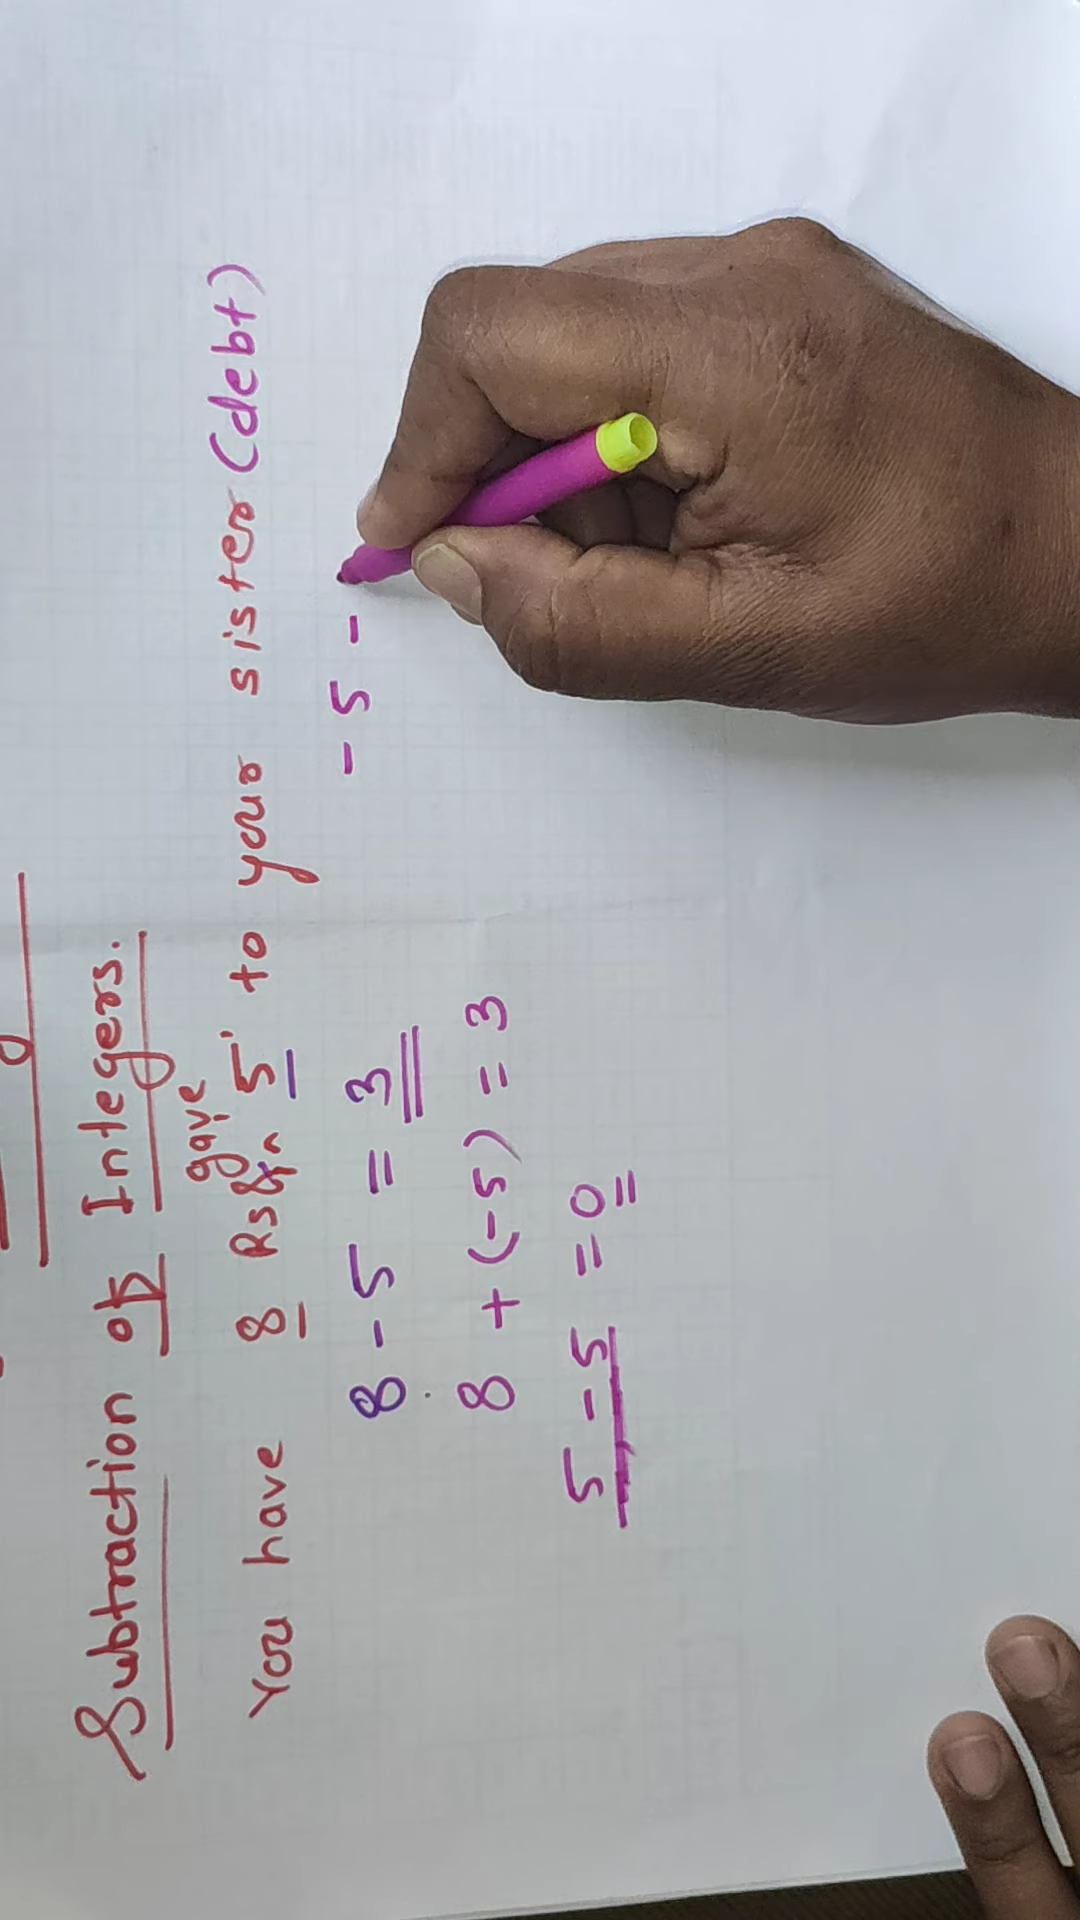 Subtraction of Integers.
gave
You have 8 Rs & 5 to your sister (debt)
8 - 5 = 3
- 5 -
8 + (-5) = 3
5 - 5 = 0